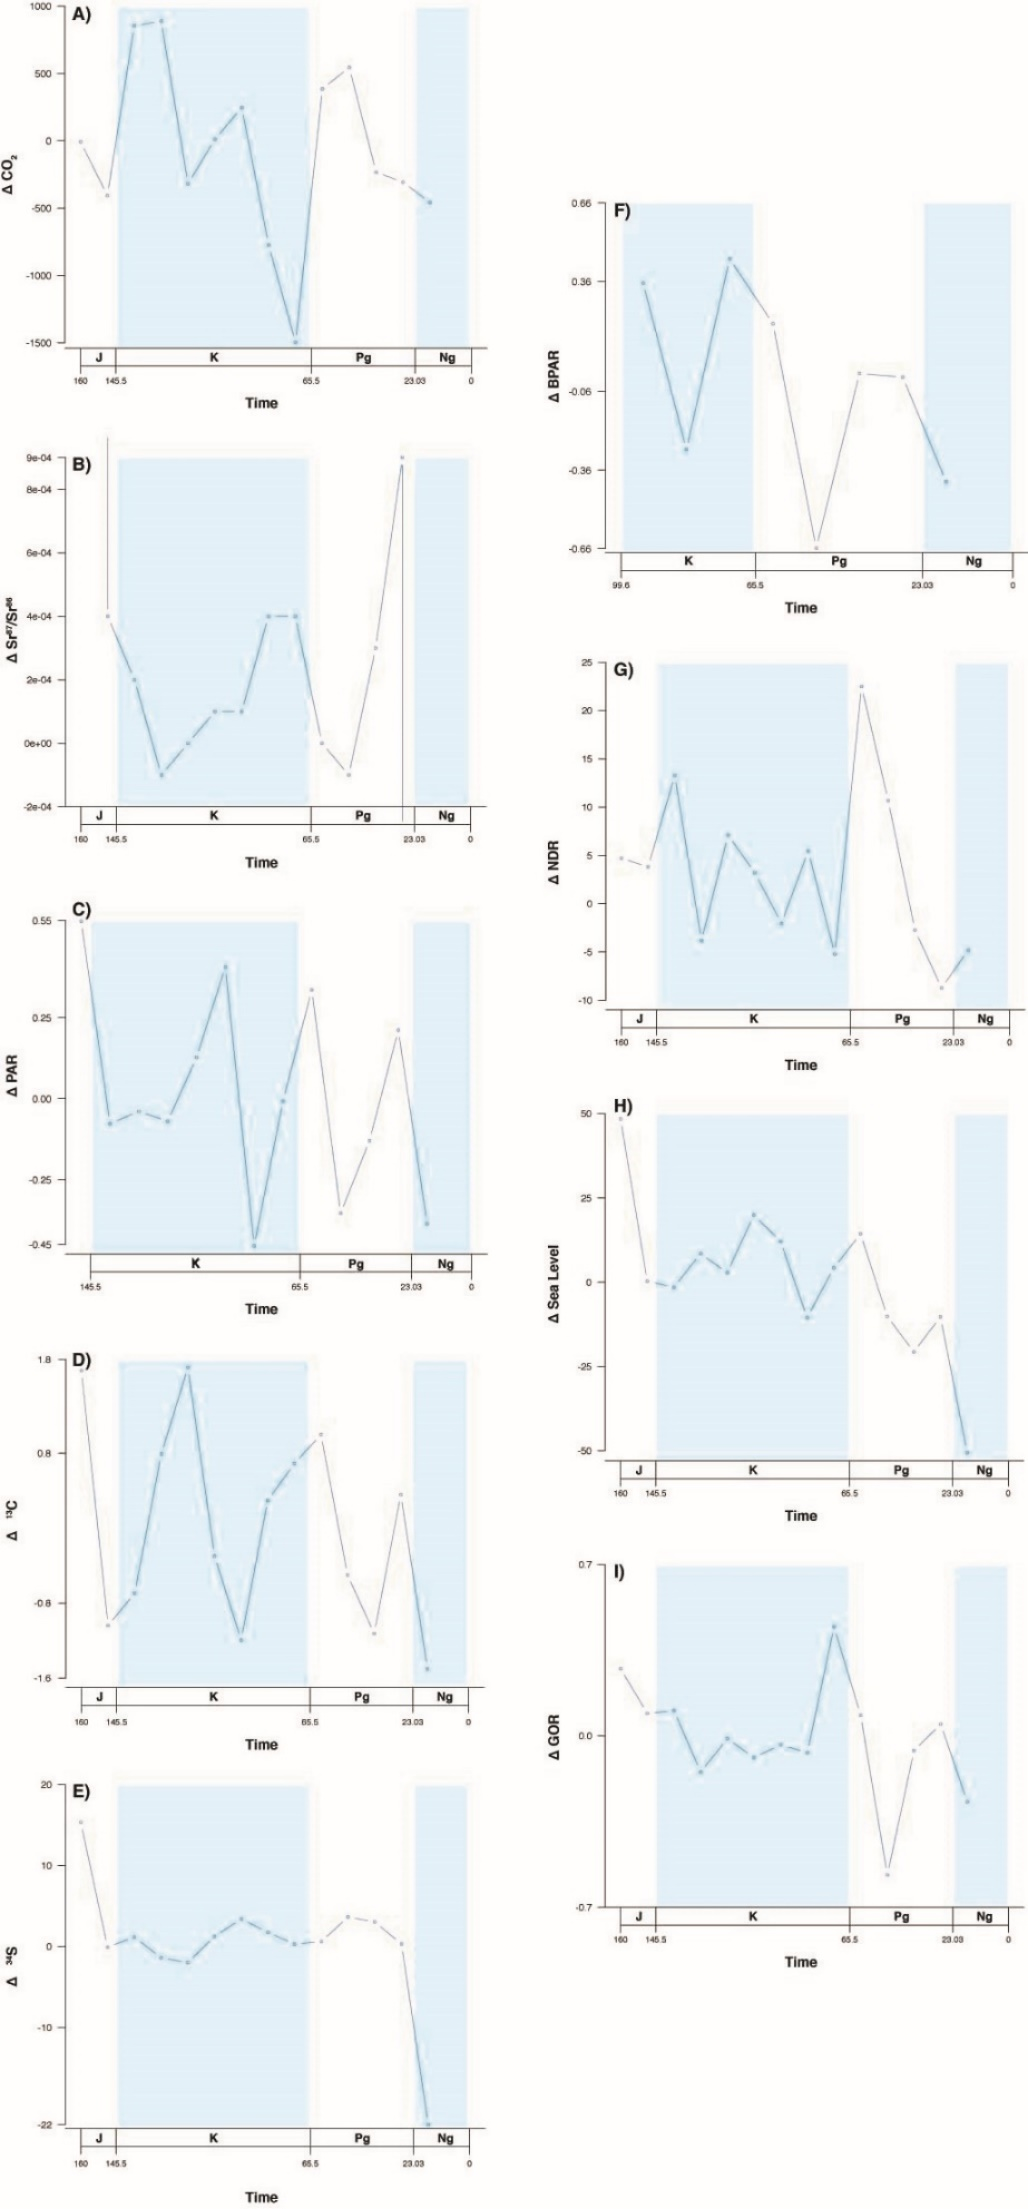 A)
1000
500
0
-500
-1000
-1500
Δ CO2
J K Pg Ng
160 145.5 65.5 23.03 0
Time
B)
9e-04
8e-04
6e-04
4e-04
2e-04
0e+00
-2e-04
Δ Sr87/Sr86
J K Pg Ng
160 145.5 65.5 23.03 0
Time
C)
0.55
0.25
0.00
-0.25
-0.45
Δ PAR
K Pg Ng
145.5 65.5 23.03 0
Time
D)
1.8
0.8
-0.8
-1.6
Δ 13C
J K Pg Ng
160 145.5 65.5 23.03 0
Time
E)
20
10
0
-10
-22
Δ 34S
J K Pg Ng
160 145.5 65.5 23.03 0
Time
F)
0.66
0.36
-0.06
-0.36
-0.66
Δ BPAR
K Pg Ng
99.6 65.5 23.03 0
Time
G)
25
20
15
10
5
0
-5
-10
Δ NDR
J K Pg Ng
160 145.5 65.5 23.03 0
Time
H)
50
25
0
-25
-50
Δ Sea Level
J K Pg Ng
160 145.5 65.5 23.03 0
Time
I)
0.7
0.0
-0.7
Δ GOR
J K Pg Ng
160 145.5 65.5 23.03 0
Time